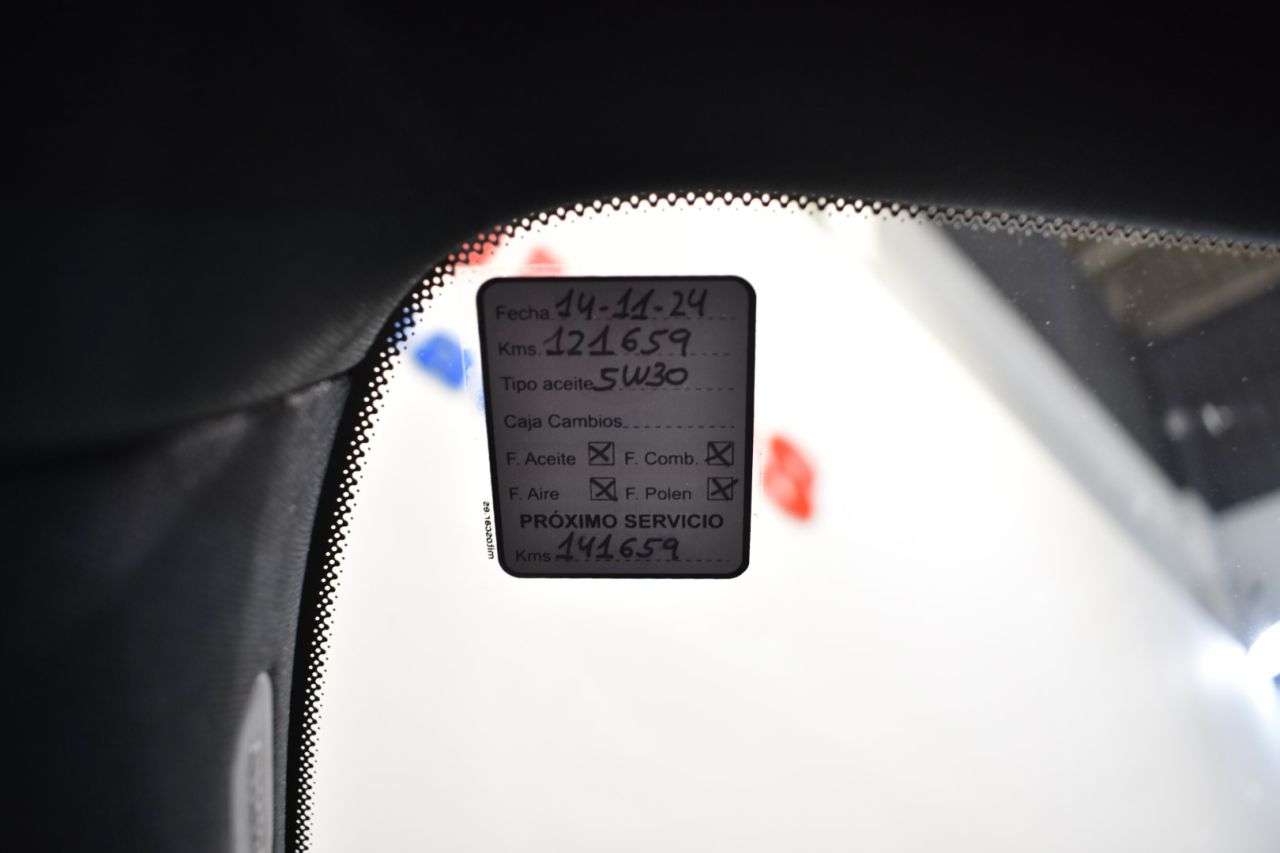 Fecha 14-11-24
Kms. 121659
Tipo aceite 5W30
Caja Cambios
F. Aceite ☒ F. Comb. ☒
F. Aire ☒ F. Polen ☒
PRÓXIMO SERVICIO
Kms 141659